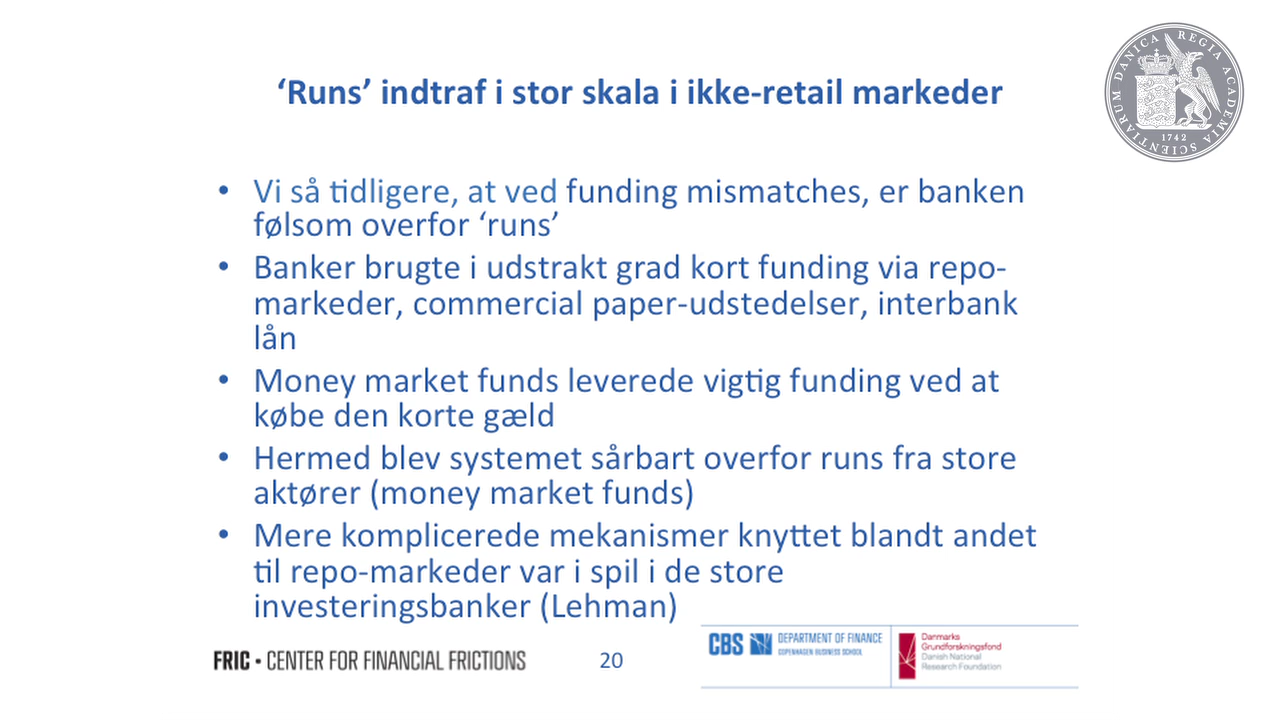 ‘Runs’ indtraf i stor skala i ikke-retail markeder
REGIA ACADEMIA SCIENTIARUM DANICA
1742
• Vi så tidligere, at ved funding mismatches, er banken
følsom overfor ‘runs’
• Banker brugte i udstrakt grad kort funding via repo-
markeder, commercial paper-udstedelser, interbank
lån
• Money market funds leverede vigtig funding ved at
købe den korte gæld
• Hermed blev systemet sårbart overfor runs fra store
aktører (money market funds)
• Mere komplicerede mekanismer knyttet blandt andet
til repo-markeder var i spil i de store
investeringsbanker (Lehman)
FRIC • CENTER FOR FINANCIAL FRICTIONS
20
CBS
DEPARTMENT OF FINANCE
COPENHAGEN BUSINESS SCHOOL
Danmarks
Grundforskningsfond
Danish National
Research Foundation